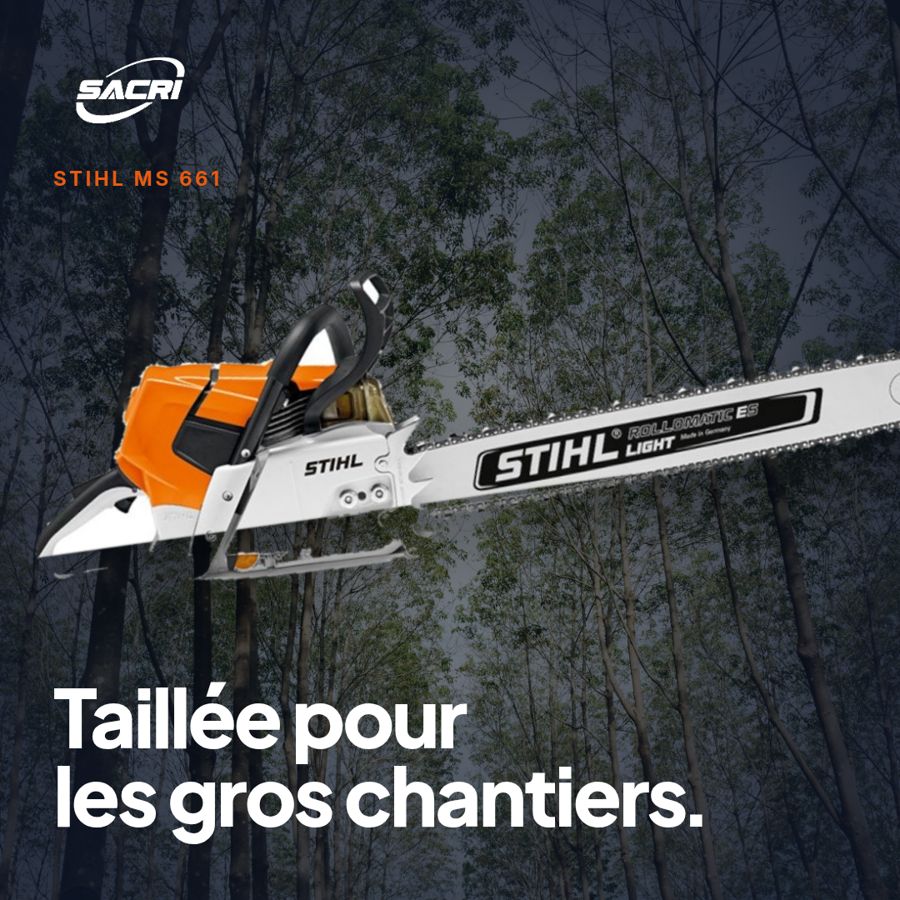 SACRI
STIHL MS 661
STIHL
STIHL®
ROLLOMATIC ES
LIGHT Made in Germany
Taillée pour
les gros chantiers.